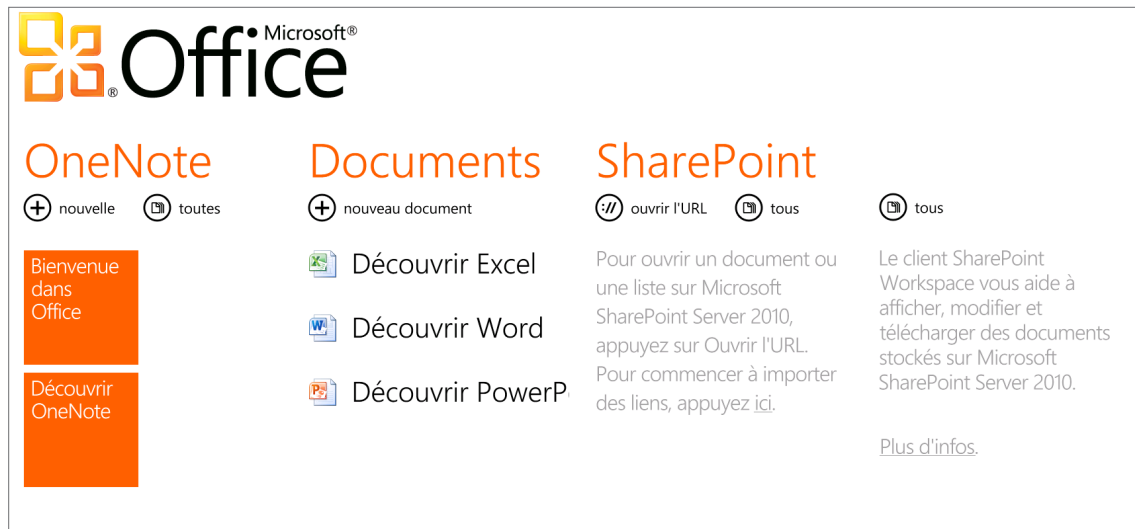 Microsoft®
Office
®
OneNote
nouvelle
toutes
Bienvenue
dans
Office
Découvrir
OneNote
Documents
nouveau document
Découvrir Excel
Découvrir Word
Découvrir PowerP
SharePoint
:// ouvrir l'URL
tous
Pour ouvrir un document ou
une liste sur Microsoft
SharePoint Server 2010,
appuyez sur Ouvrir l'URL.
Pour commencer à importer
des liens, appuyez ici.
tous
Le client SharePoint
Workspace vous aide à
afficher, modifier et
télécharger des documents
stockés sur Microsoft
SharePoint Server 2010.
Plus d'infos.